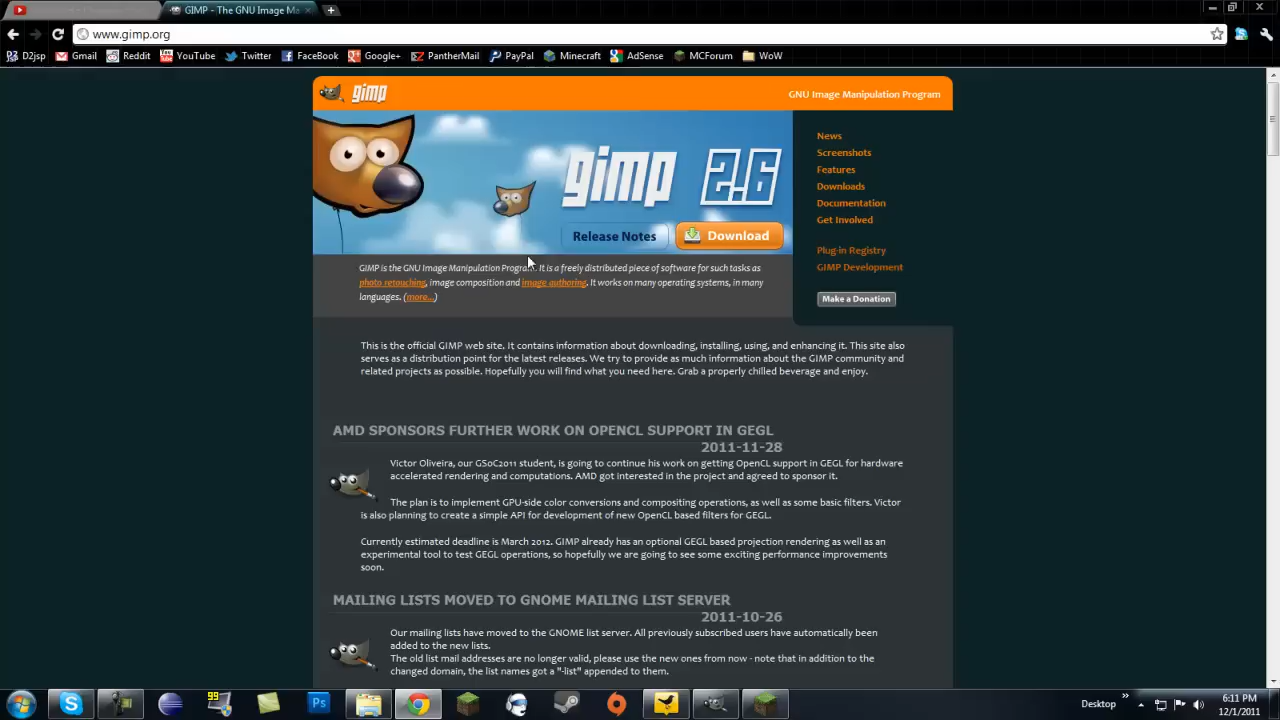 GIMP - The GNU Image Ma
www.gimp.org
D2jsp Gmail Reddit YouTube Twitter FaceBook Google+ PantherMail PayPal Minecraft AdSense MCForum WoW
gimp
GNU Image Manipulation Program
gimp 2.6
Release Notes
Download
News
Screenshots
Features
Downloads
Documentation
Get Involved
Plug-in Registry
GIMP Development
Make a Donation
GIMP is the GNU Image Manipulation Program. It is a freely distributed piece of software for such tasks as
photo retouching, image composition and image authoring. It works on many operating systems, in many
languages. (more...)
This is the official GIMP web site. It contains information about downloading, installing, using, and enhancing it. This site also
serves as a distribution point for the latest releases. We try to provide as much information about the GIMP community and
related projects as possible. Hopefully you will find what you need here. Grab a properly chilled beverage and enjoy.
AMD SPONSORS FURTHER WORK ON OPENCL SUPPORT IN GEGL
2011-11-28
Victor Oliveira, our GSoC2011 student, is going to continue his work on getting OpenCL support in GEGL for hardware
accelerated rendering and computations. AMD got interested in the project and agreed to sponsor it.
The plan is to implement GPU-side color conversions and compositing operations, as well as some basic filters. Victor
is also planning to create a simple API for development of new OpenCL based filters for GEGL.
Currently estimated deadline is March 2012. GIMP already has an optional GEGL based projection rendering as well as an
experimental tool to test GEGL operations, so hopefully we are going to see some exciting performance improvements
soon.
MAILING LISTS MOVED TO GNOME MAILING LIST SERVER
2011-10-26
Our mailing lists have moved to the GNOME list server. All previously subscribed users have automatically been
added to the new lists.
The old list mail addresses are no longer valid, please use the new ones from now - note that in addition to the
changed domain, the list names got a "-list" appended to them.
99
Ps
Desktop
6:11 PM
12/1/2011